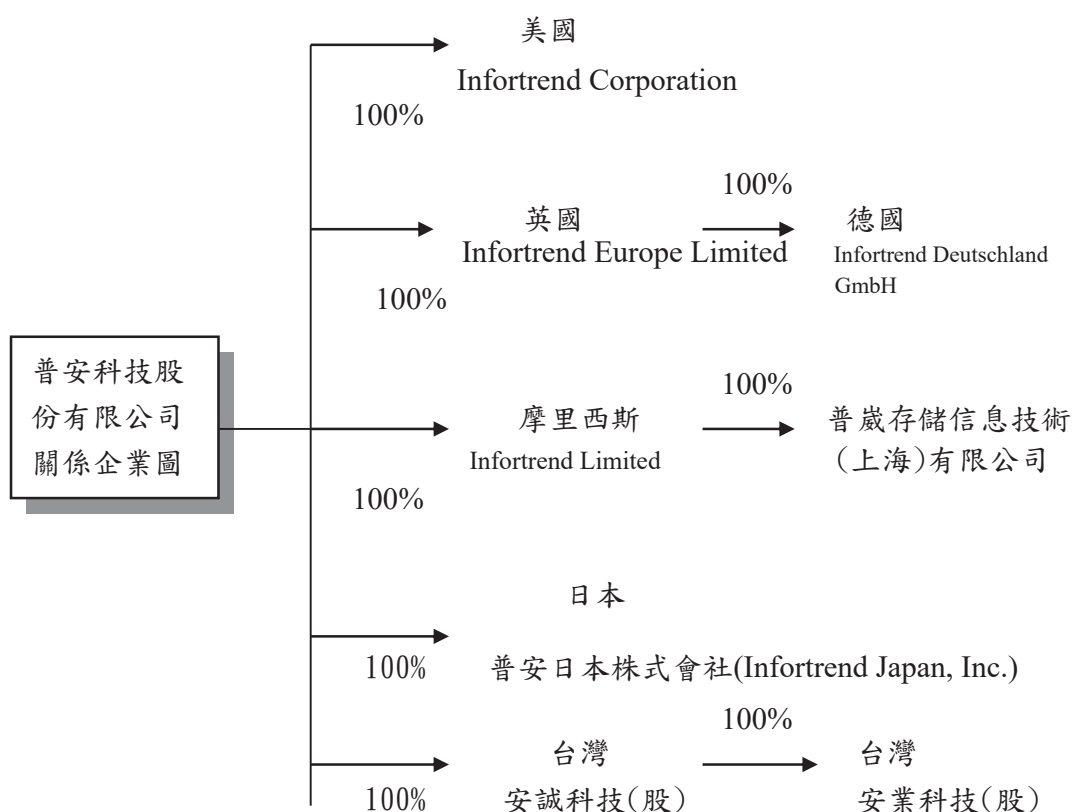 美國
Infortrend Corporation
100%
100%
英國
Infortrend Europe Limited
德國
Infortrend Deutschland
GmbH
100%
普安科技股
份有限公司
關係企業圖
100%
摩里西斯
Infortrend Limited
普崴存儲信息技術
(上海)有限公司
100%
日本
100%
普安日本株式會社(Infortrend Japan, Inc.)
100%
台灣
台灣
100%
安誠科技(股)
安業科技(股)